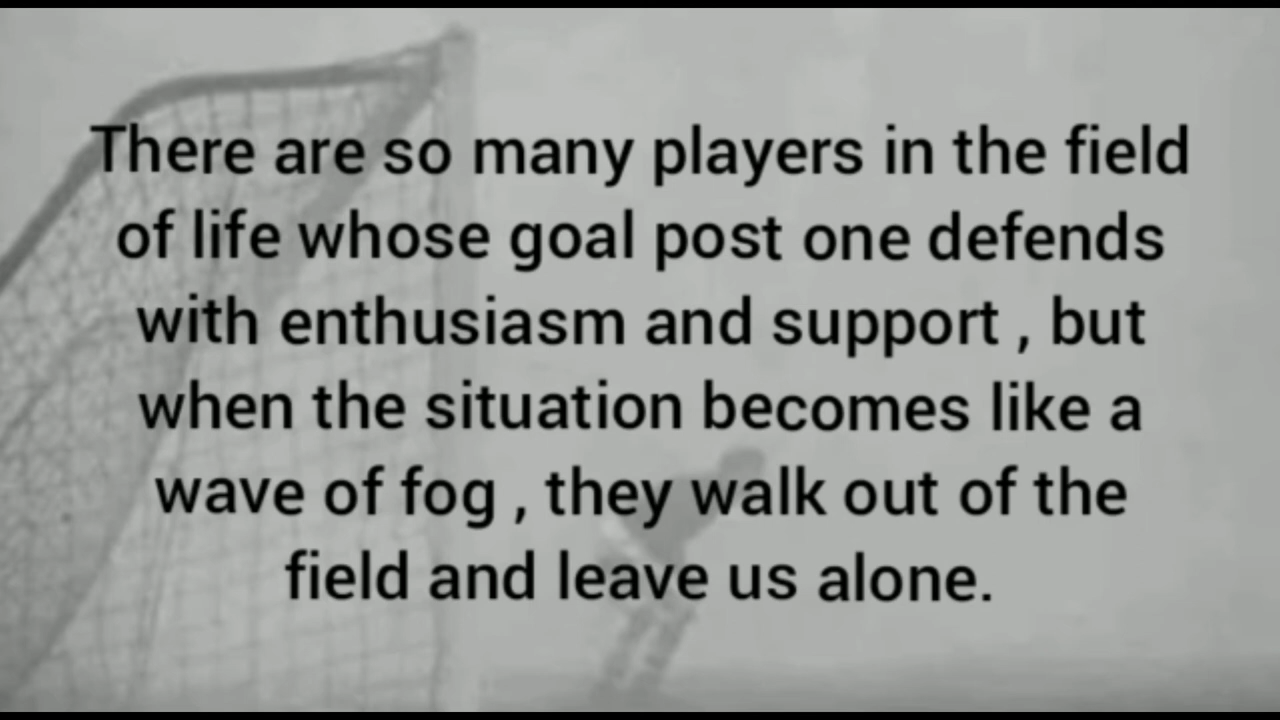 There are so many players in the field
of life whose goal post one defends
with enthusiasm and support , but
when the situation becomes like a
wave of fog , they walk out of the
field and leave us alone.